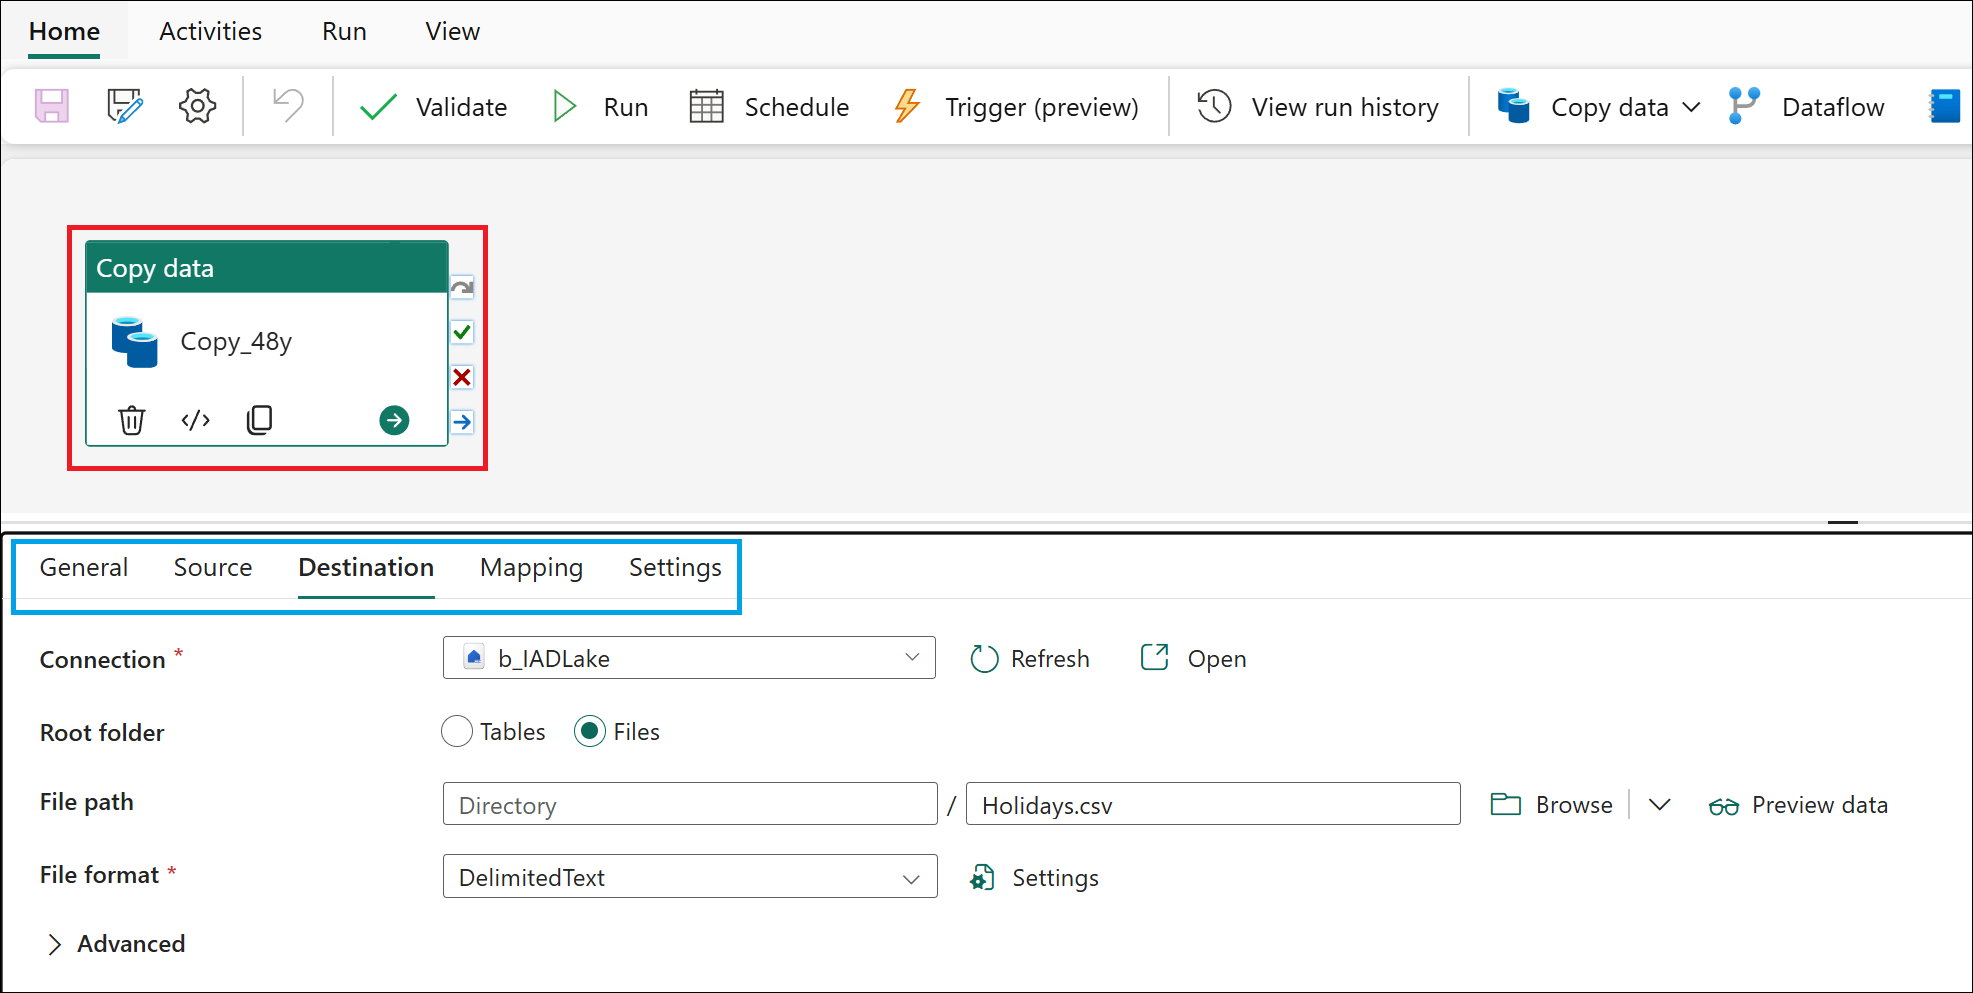 Home Activities Run View
Validate Run Schedule Trigger (preview) View run history Copy data Dataflow
Copy data
Copy_48y
General Source Destination Mapping Settings
Connection * b_IADLake Refresh Open
Root folder Tables Files
File path Directory / Holidays.csv Browse Preview data
File format * DelimitedText Settings
Advanced